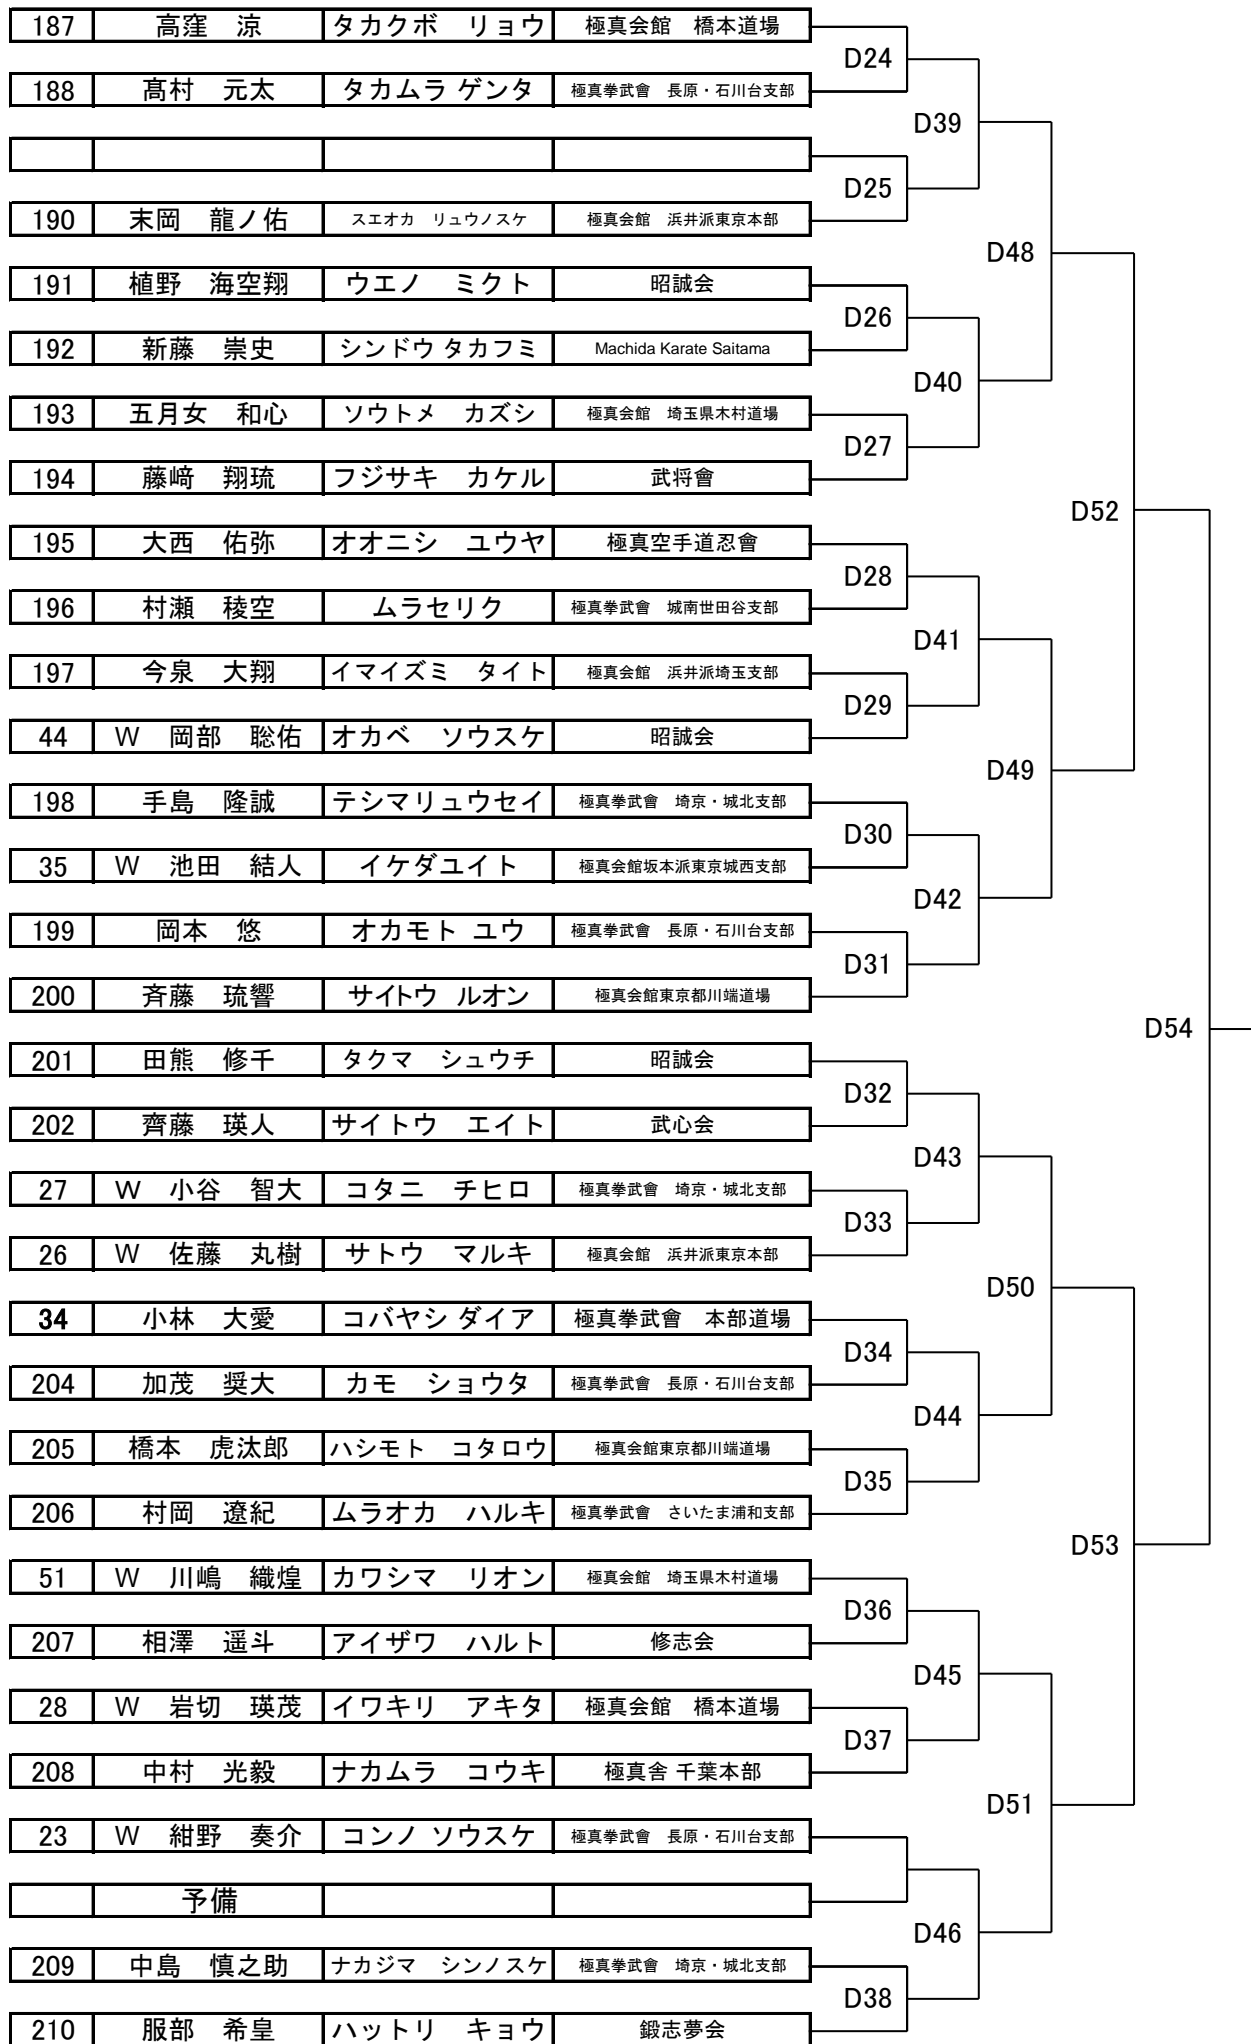 187 高窪　涼 タカクボ　リョウ 極真会館　橋本道場
D24
188 髙村　元太 タカムラ ゲンタ 極真拳武會　長原・石川台支部
D39
D25
190 末岡　龍ノ佑 スエオカ　リュウノスケ 極真会館　浜井派東京本部
D48
191 植野　海空翔 ウエノ　ミクト 昭誠会
D26
192 新藤　崇史 シンドウ タカフミ Machida Karate Saitama
D40
193 五月女　和心 ソウトメ　カズシ 極真会館　埼玉県木村道場
D27
194 藤﨑　翔琉 フジサキ　カケル 武将會
D52
195 大西　佑弥 オオニシ　ユウヤ 極真空手道忍會
D28
196 村瀬　稜空 ムラセリク 極真拳武會　城南世田谷支部
D41
197 今泉　大翔 イマイズミ　タイト 極真会館　浜井派埼玉支部
D29
44 W　岡部　聡佑 オカベ　ソウスケ 昭誠会
D49
198 手島　隆誠 テシマリュウセイ 極真拳武會　埼京・城北支部
D30
35 W　池田　結人 イケダユイト 極真会館坂本派東京城西支部
D42
199 岡本　悠 オカモト ユウ 極真拳武會　長原・石川台支部
D31
200 斉藤　琉響 サイトウ ルオン 極真会館東京都川端道場
D54
201 田熊　修千 タクマ　シュウチ 昭誠会
D32
202 齊藤　瑛人 サイトウ　エイト 武心会
D43
27 W　小谷　智大 コタニ　チヒロ 極真拳武會　埼京・城北支部
D33
26 W　佐藤　丸樹 サトウ　マルキ 極真会館　浜井派東京本部
D50
34 小林　大愛 コバヤシ ダイア 極真拳武會　本部道場
D34
204 加茂　奨大 カモ　ショウタ 極真拳武會　長原・石川台支部
D44
205 橋本　虎汰郎 ハシモト　コタロウ 極真会館東京都川端道場
D35
206 村岡　遼紀 ムラオカ　ハルキ 極真拳武會　さいたま浦和支部
D53
51 W　川嶋　織煌 カワシマ　リオン 極真会館　埼玉県木村道場
D36
207 相澤　遥斗 アイザワ　ハルト 修志会
D45
28 W　岩切　瑛茂 イワキリ　アキタ 極真会館　橋本道場
D37
208 中村　光毅 ナカムラ　コウキ 極真舎 千葉本部
D51
23 W　紺野　奏介 コンノ ソウスケ 極真拳武會　長原・石川台支部
予備
D46
209 中島　慎之助 ナカジマ　シンノスケ 極真拳武會　埼京・城北支部
D38
210 服部　希皇 ハットリ　キョウ 鍛志夢会